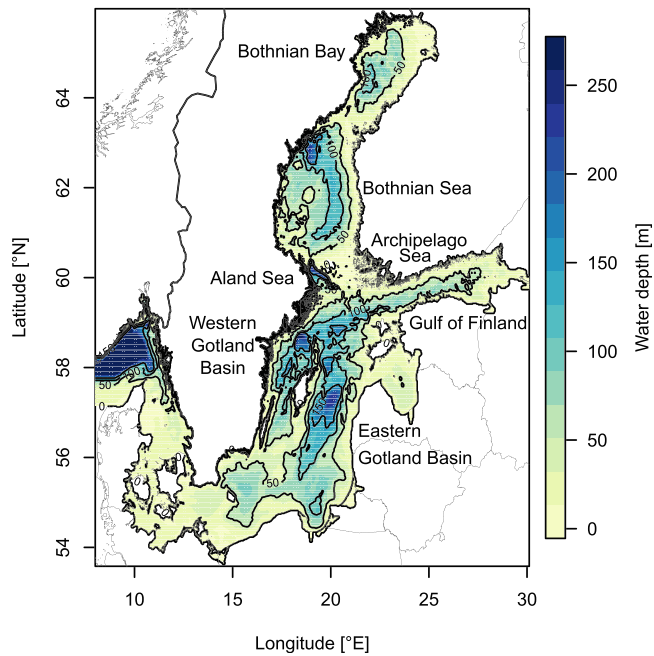 Bothnian Bay
Bothnian Sea
Archipelago
Sea
Aland Sea
Western
Gotland
Basin
Gulf of Finland
Eastern
Gotland Basin
50
100
50
100
50
50
0
50
Latitude [°N]
64
62
60
58
56
54
10
15
20
25
30
Longitude [°E]
250
200
150
100
50
0
Water depth [m]